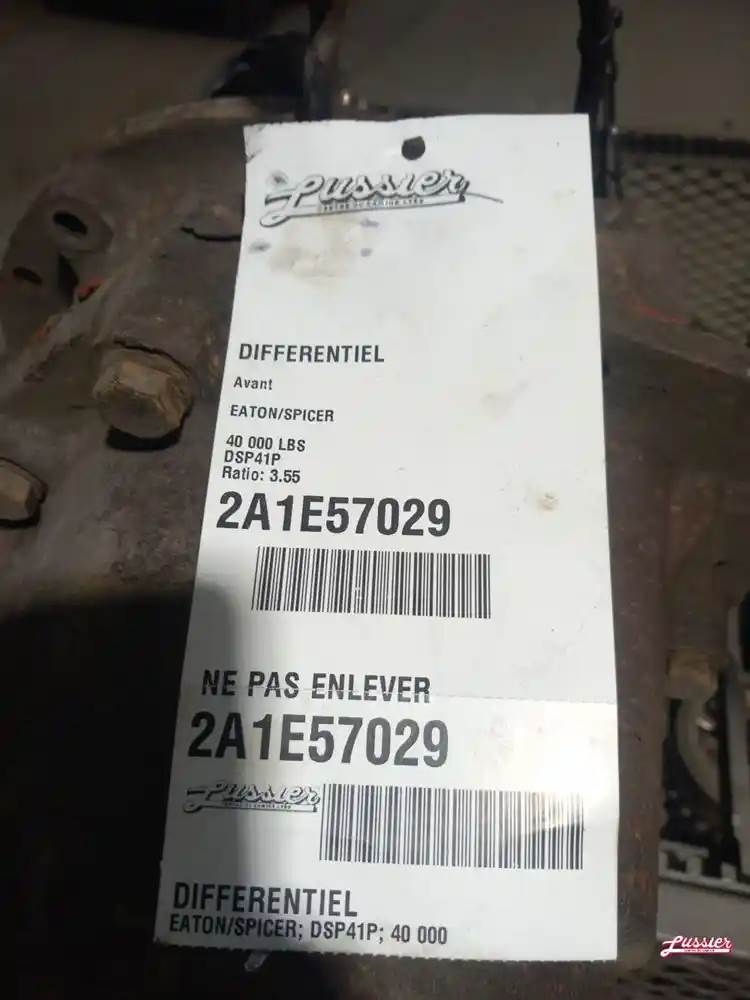 Lussier
DIFFERENTIEL
Avant
EATON/SPICER
40 000 LBS
DSP41P
Ratio: 3.55
2A1E57029
NE PAS ENLEVER
2A1E57029
Lussier
DIFFERENTIEL
EATON/SPICER; DSP41P; 40 000
Lussier